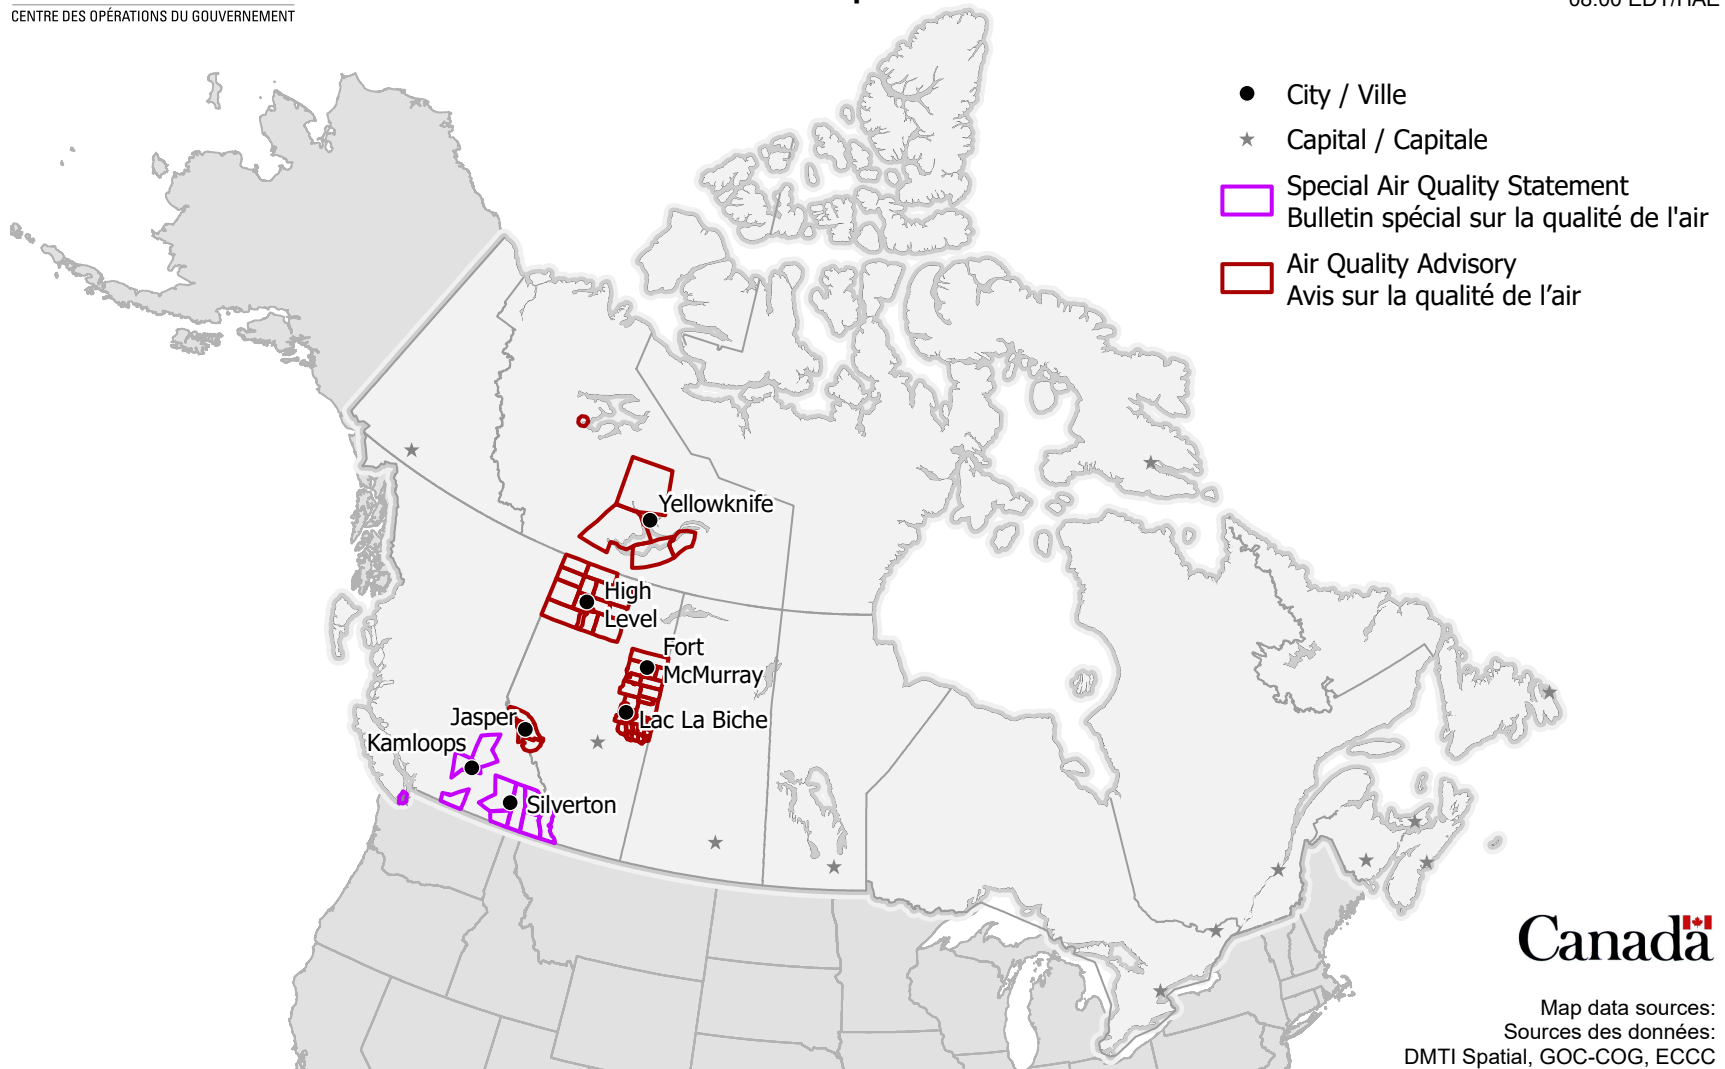 CENTRE DES OPÉRATIONS DU GOUVERNEMENT
City / Ville
Capital / Capitale
Special Air Quality Statement
Bulletin spécial sur la qualité de l'air
Air Quality Advisory
Avis sur la qualité de l’air
Yellowknife
High
Level
Fort
McMurray
Lac La Biche
Jasper
Kamloops
Silverton
Canada
Map data sources:
Sources des données:
DMTI Spatial, GOC-COG, ECCC